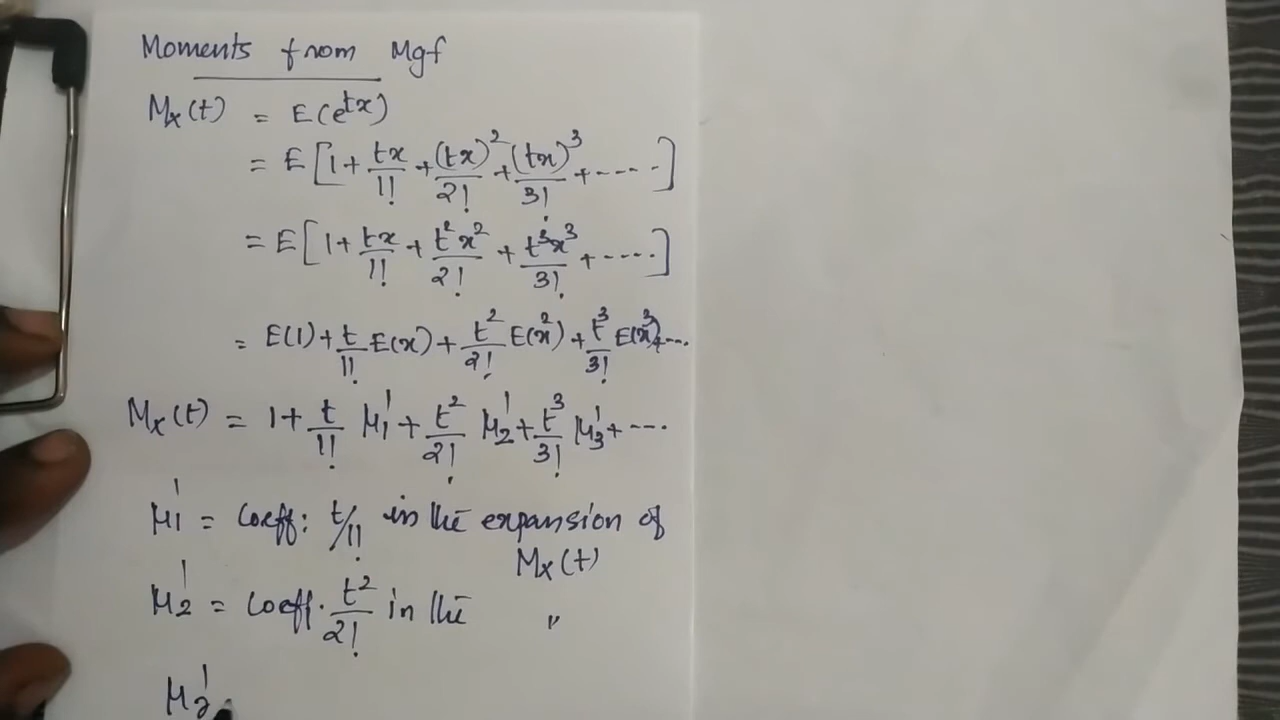 Moments from Mgf
Mx(t) = E(e^tx)
= E[1 + tx/1! + (tx)^2/2! + (tx)^3/3! + ----]
= E[1 + tx/1! + t^2x^2/2! + t^3x^3/3! + ....]
= E(1) + t/1! E(x) + t^2/2! E(x^2) + t^3/3! E(x^3)+...
Mx(t) = 1 + t/1! μ1' + t^2/2! μ2' + t^3/3! μ3' + ---
μ1' = Coeff: t/1! in the expansion of
Mx(t)
μ2' = Coeff. t^2/2! in the "